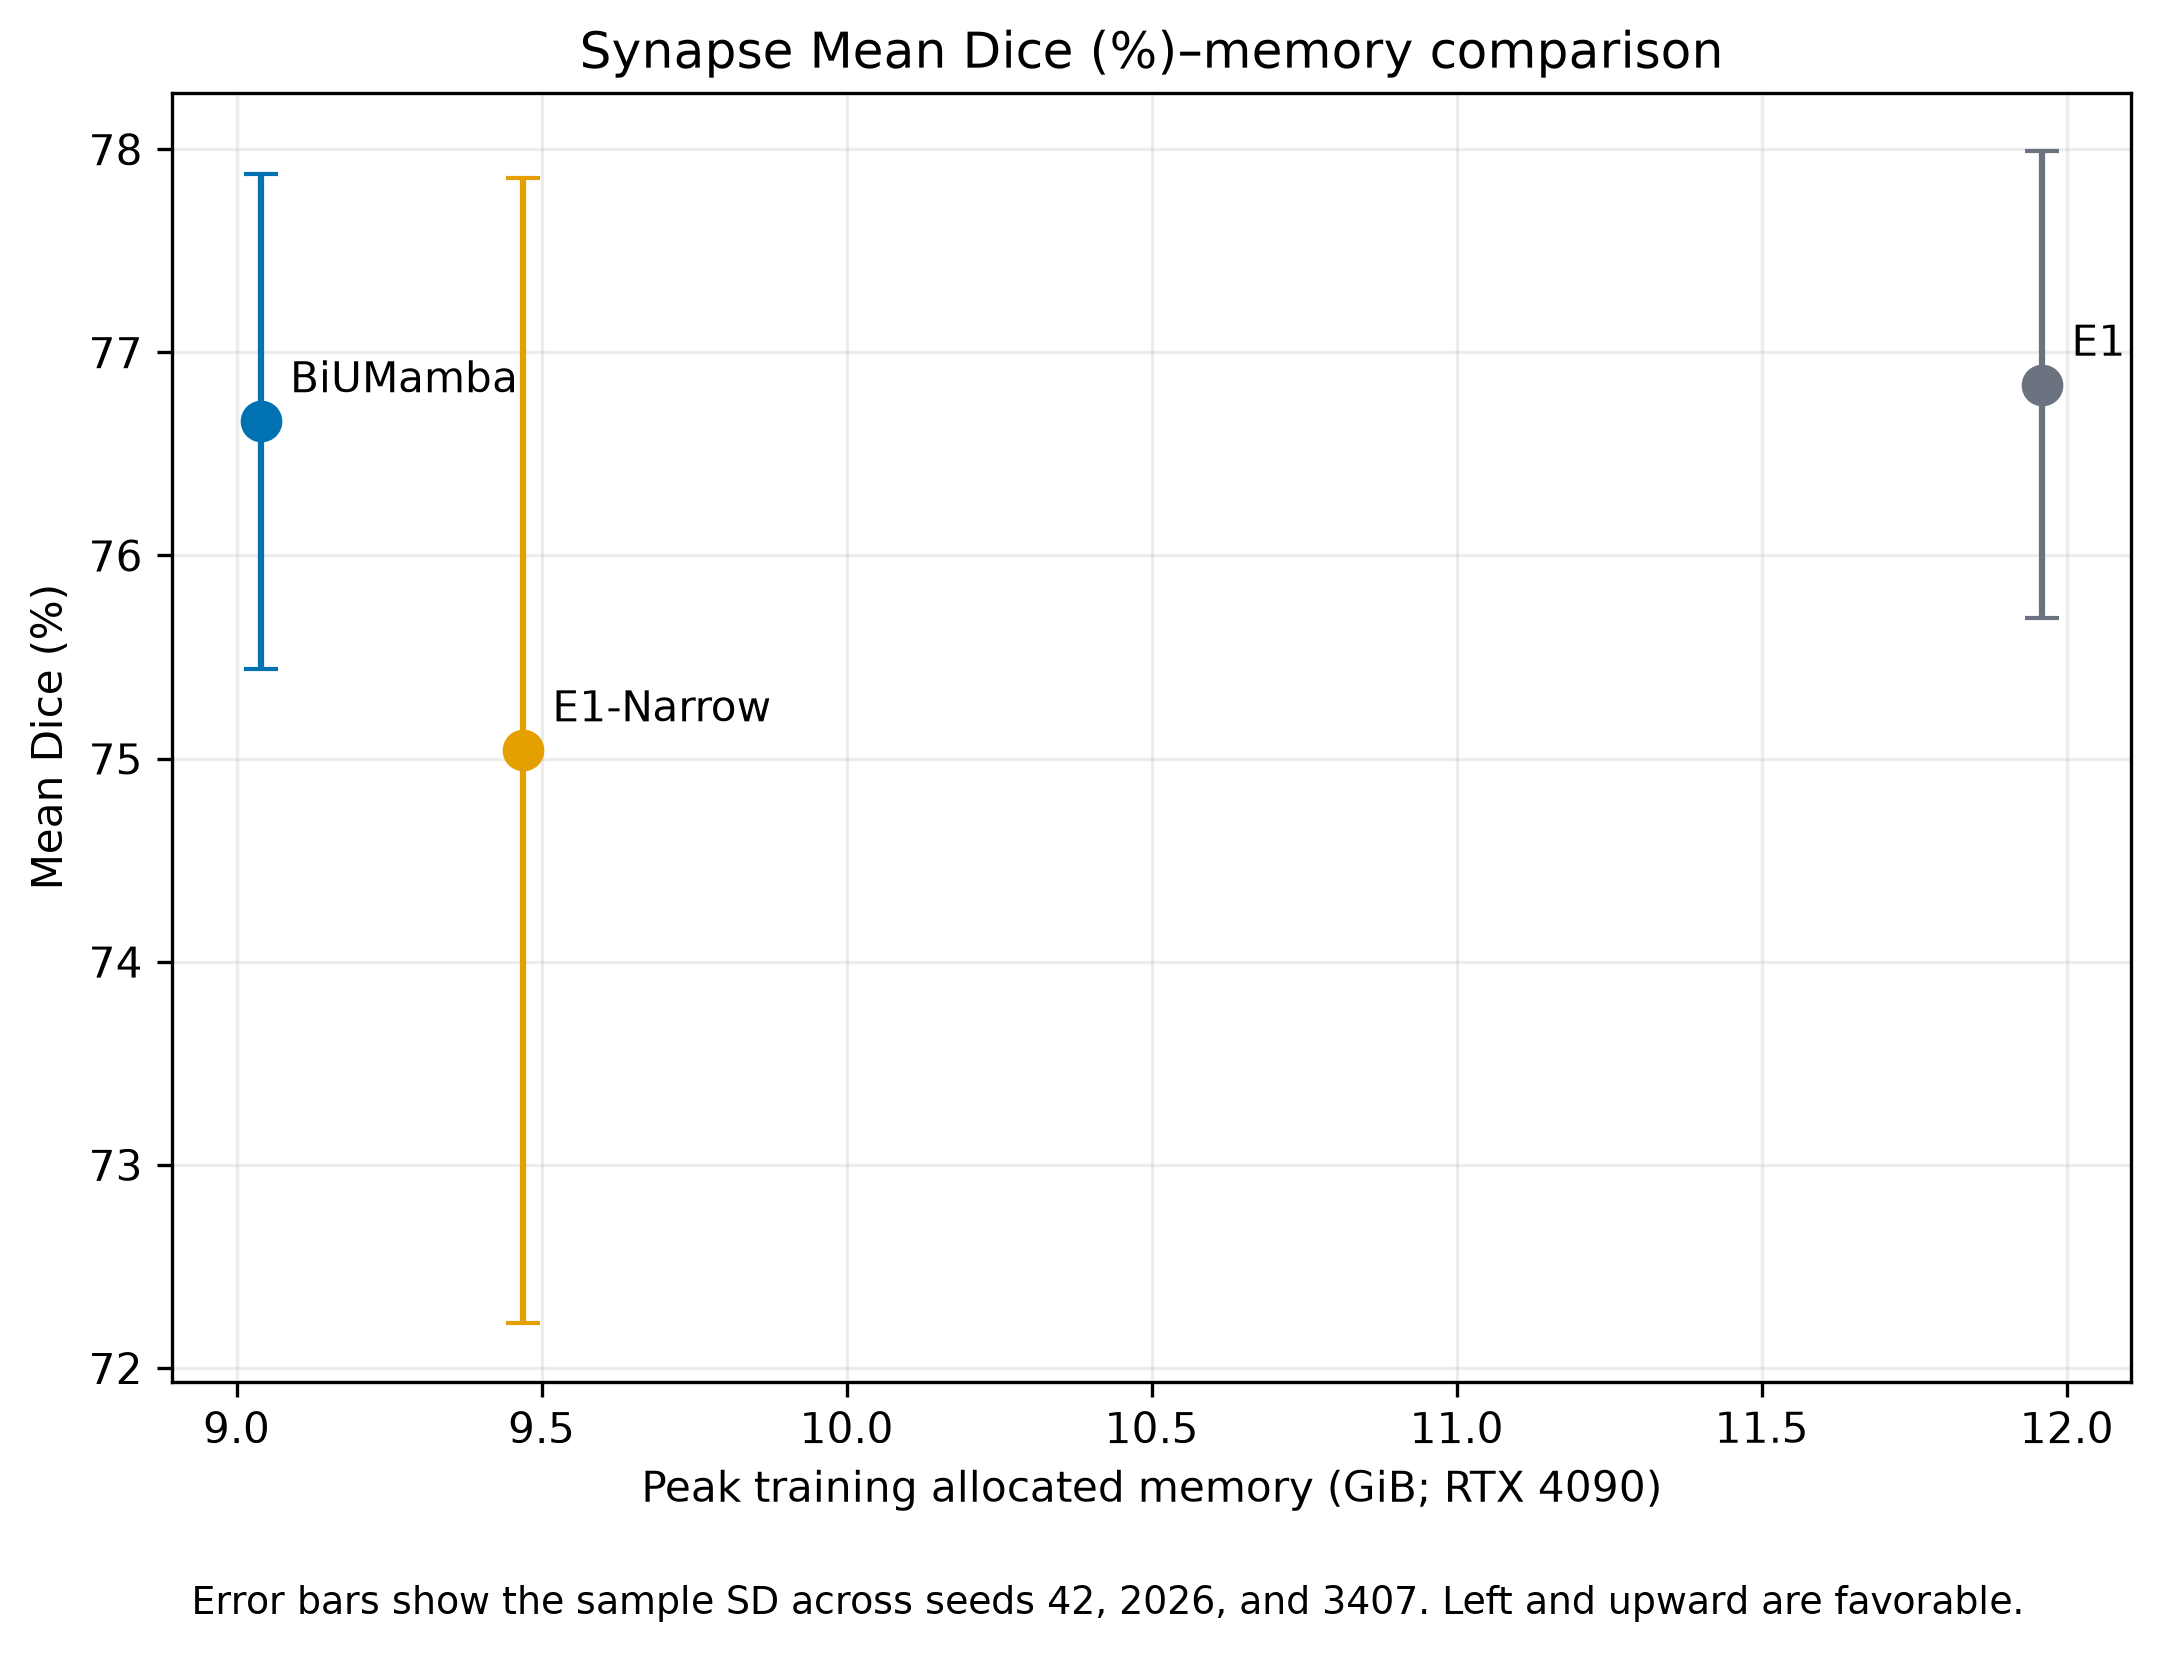 Synapse Mean Dice (%)–memory comparison
78
77
76
75
74
73
72
Mean Dice (%)
BiUMamba
E1-Narrow
E1
9.0 9.5 10.0 10.5 11.0 11.5 12.0
Peak training allocated memory (GiB; RTX 4090)
Error bars show the sample SD across seeds 42, 2026, and 3407. Left and upward are favorable.